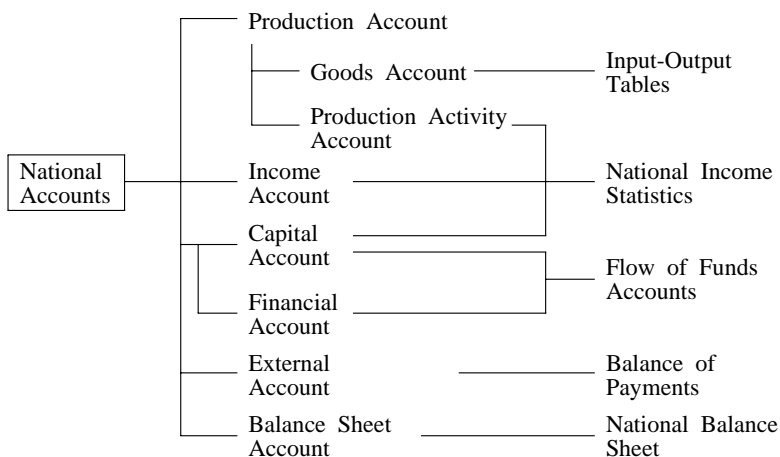 Production Account
Goods Account
Input-Output
Tables
Production Activity
Account
National
Accounts
Income
Account
National Income
Statistics
Capital
Account
Flow of Funds
Accounts
Financial
Account
External
Account
Balance of
Payments
Balance Sheet
Account
National Balance
Sheet